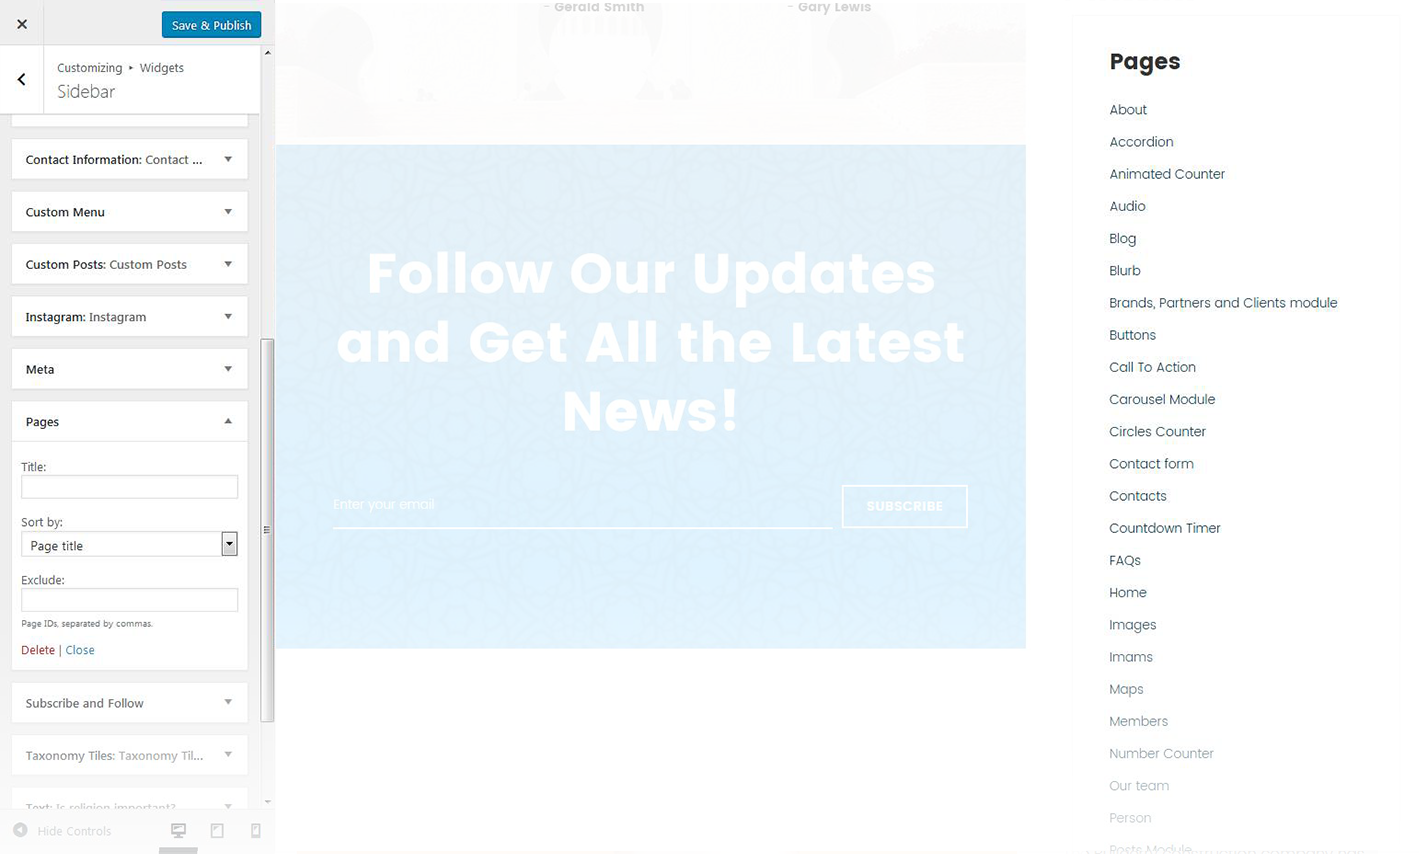 Save & Publish
Customizing ▸ Widgets
Sidebar
Contact Information: Contact ...
Custom Menu
Custom Posts: Custom Posts
Instagram: Instagram
Meta
Pages
Title:
Sort by:
Page title
Exclude:
Page IDs, separated by commas.
Delete | Close
Subscribe and Follow
Taxonomy Tiles: Taxonomy Til...
Text: Is religion important?
Hide Controls
- Gerald Smith
- Gary Lewis
Follow Our Updates
and Get All the Latest
News!
Enter your email
SUBSCRIBE
Pages
About
Accordion
Animated Counter
Audio
Blog
Blurb
Brands, Partners and Clients module
Buttons
Call To Action
Carousel Module
Circles Counter
Contact form
Contacts
Countdown Timer
FAQs
Home
Images
Imams
Maps
Members
Number Counter
Our team
Person
Posts Module